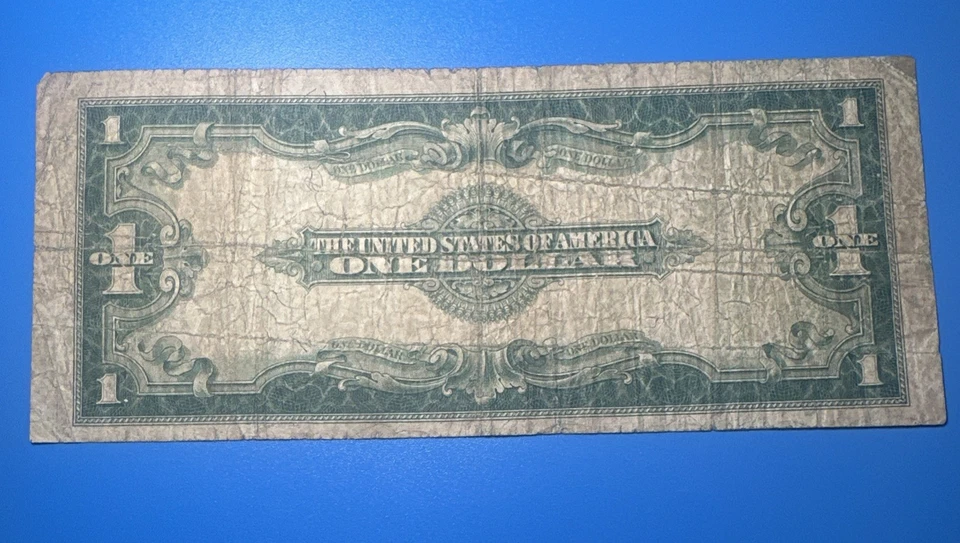 1 1
ONE DOLLAR ONE DOLLAR
THE UNITED STATES OF AMERICA
1 ONE 1 ONE
ONE DOLLAR
ONE DOLLAR ONE DOLLAR
1 1